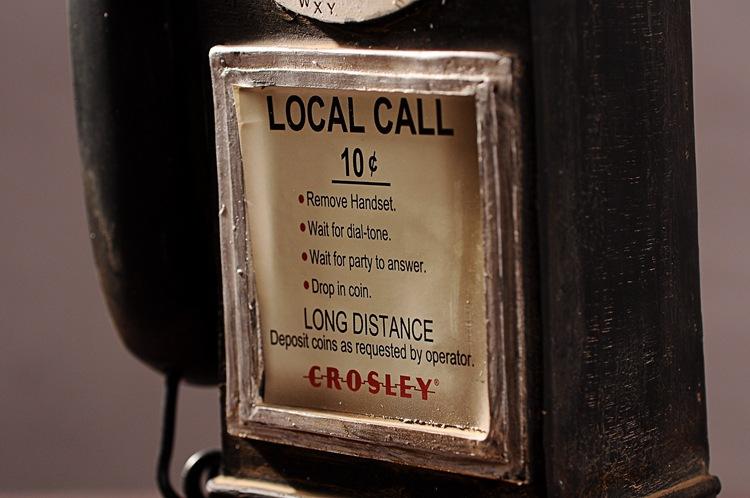 WXY
LOCAL CALL
10¢
• Remove Handset.
• Wait for dial-tone.
• Wait for party to answer.
• Drop in coin.
LONG DISTANCE
Deposit coins as requested by operator.
CROSLEY®